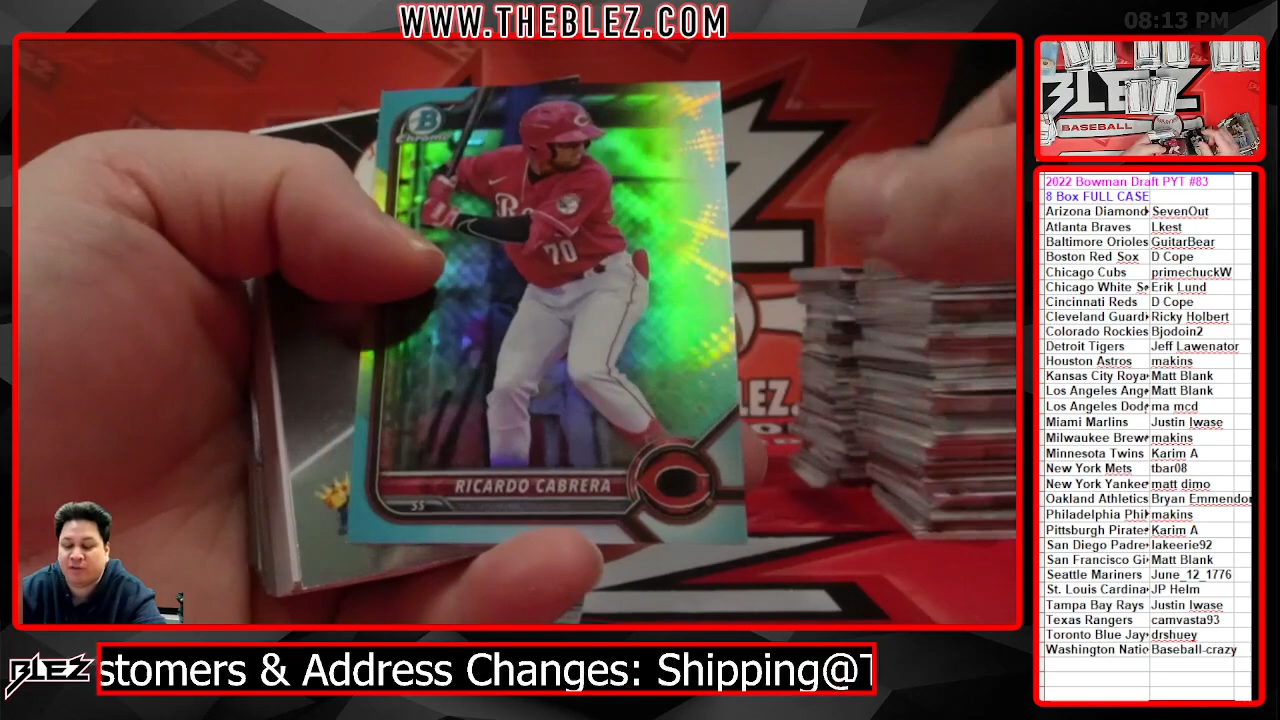 WWW.THEBLEZ.COM
08:13 PM
B
Chrome
70
RICARDO CABRERA
SS
LEZ.
BLEZ
BASEBALL
2022 Bowman Draft PYT #83
8 Box FULL CASE
Arizona Diamond SevenOut
Atlanta Braves Lkest
Baltimore Orioles GuitarBear
Boston Red Sox D Cope
Chicago Cubs primechuckW
Chicago White Se Erik Lund
Cincinnati Reds D Cope
Cleveland Guardi Ricky Holbert
Colorado Rockies Bjodoin2
Detroit Tigers Jeff Lawenator
Houston Astros makins
Kansas City Roya Matt Blank
Los Angeles Ang Matt Blank
Los Angeles Dod ma mcd
Miami Marlins Justin Iwase
Milwaukee Brew makins
Minnesota Twins Karim A
New York Mets tbar08
New York Yankee matt dimo
Oakland Athletics Bryan Emmendor
Philadelphia Phi makins
Pittsburgh Pirate Karim A
San Diego Padre lakeerie92
San Francisco Gi Matt Blank
Seattle Mariners June_12_1776
St. Louis Cardina JP Helm
Tampa Bay Rays Justin Iwase
Texas Rangers camvasta93
Toronto Blue Jay drshuey
Washington Natio Baseball-crazy
BLEZ
stomers & Address Changes: Shipping@T